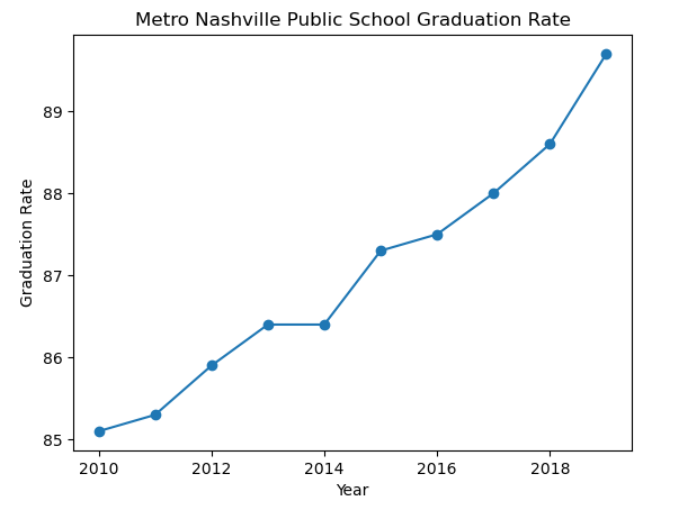 Metro Nashville Public School Graduation Rate
89
88
87
86
85
Graduation Rate
2010 2012 2014 2016 2018
Year